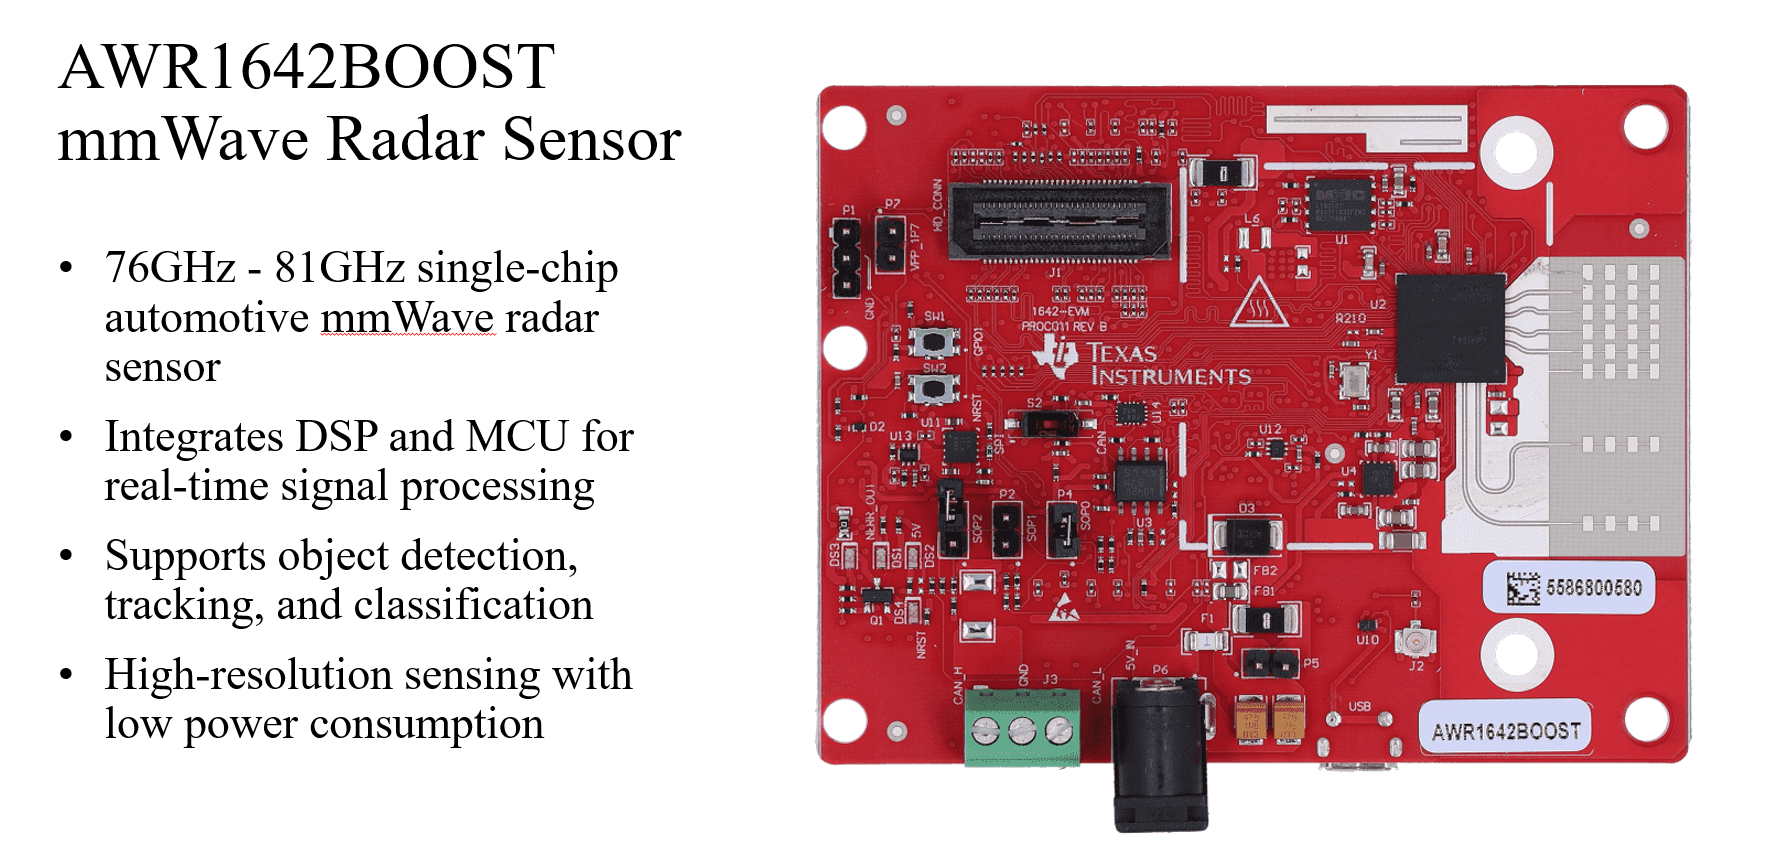 AWR1642BOOST
mmWave Radar Sensor
• 76GHz - 81GHz single-chip
automotive mmWave radar
sensor
• Integrates DSP and MCU for
real-time signal processing
• Supports object detection,
tracking, and classification
• High-resolution sensing with
low power consumption
P1
P7
HD_CONN
VPP_1P7
J1
GND
L6
U1
U2
1642-EVM
PROC011 REV B
SW1
GPIO1
TEXAS
INSTRUMENTS
R210
Y1
SW2
NRST
S2
U14
D2
U13
U11
SPI
CAN
U12
U4
NERR_OUT
5V
SOP2
P2
SOP1
P4
SOP0
U3
D3
DS3
DS1
DS2
FB2
FB1
5586800580
Q1
DS4
NRST
F1
U10
J2
CAN_H
GND
J3
CAN_L
5V_IN
P6
P5
USB
AWR1642BOOST